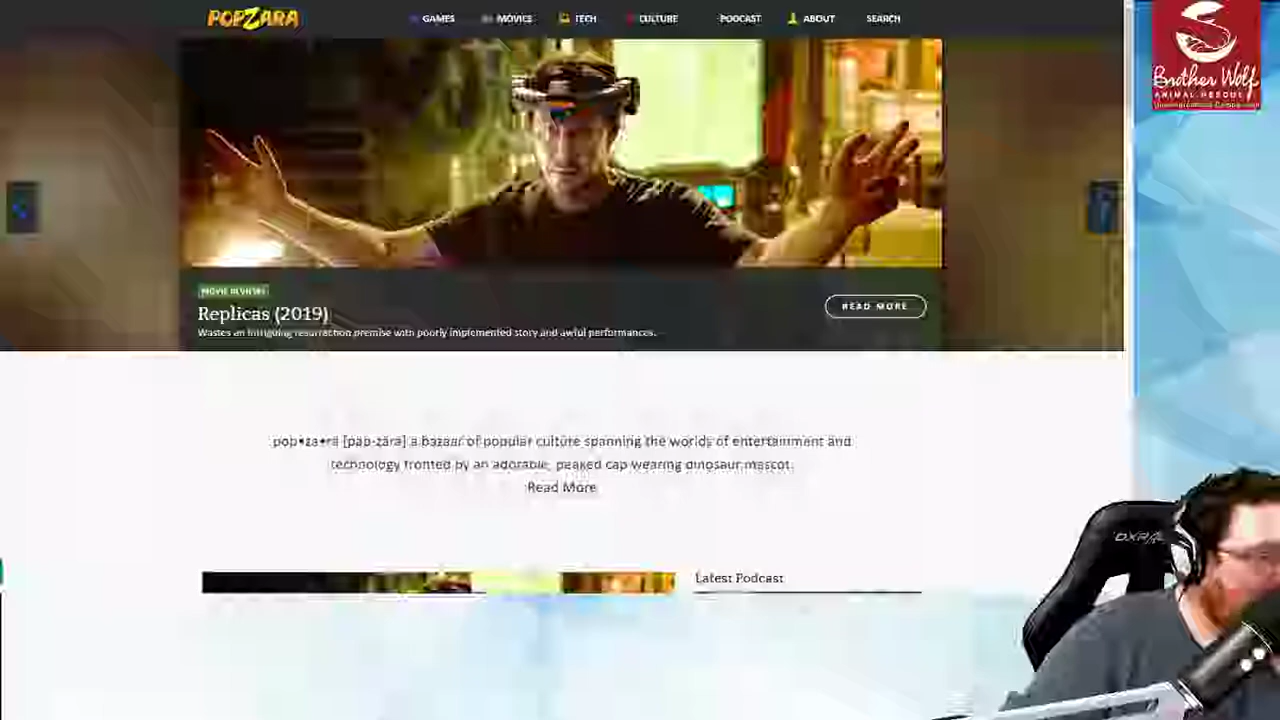 POPZARA
GAMES
MOVIES
TECH
CULTURE
PODCAST
ABOUT
SEARCH
Brother Wolf
ANIMAL RESCUE
MOVIE REVIEWS
Replicas (2019)
READ MORE
Wastes an intriguing resurrection premise with poorly implemented story and awful performances.
pop•za•ra [pap-zara] a bazaar of popular culture spanning the worlds of entertainment and
technology fronted by an adorable, peaked cap wearing dinosaur mascot.
Read More
Latest Podcast